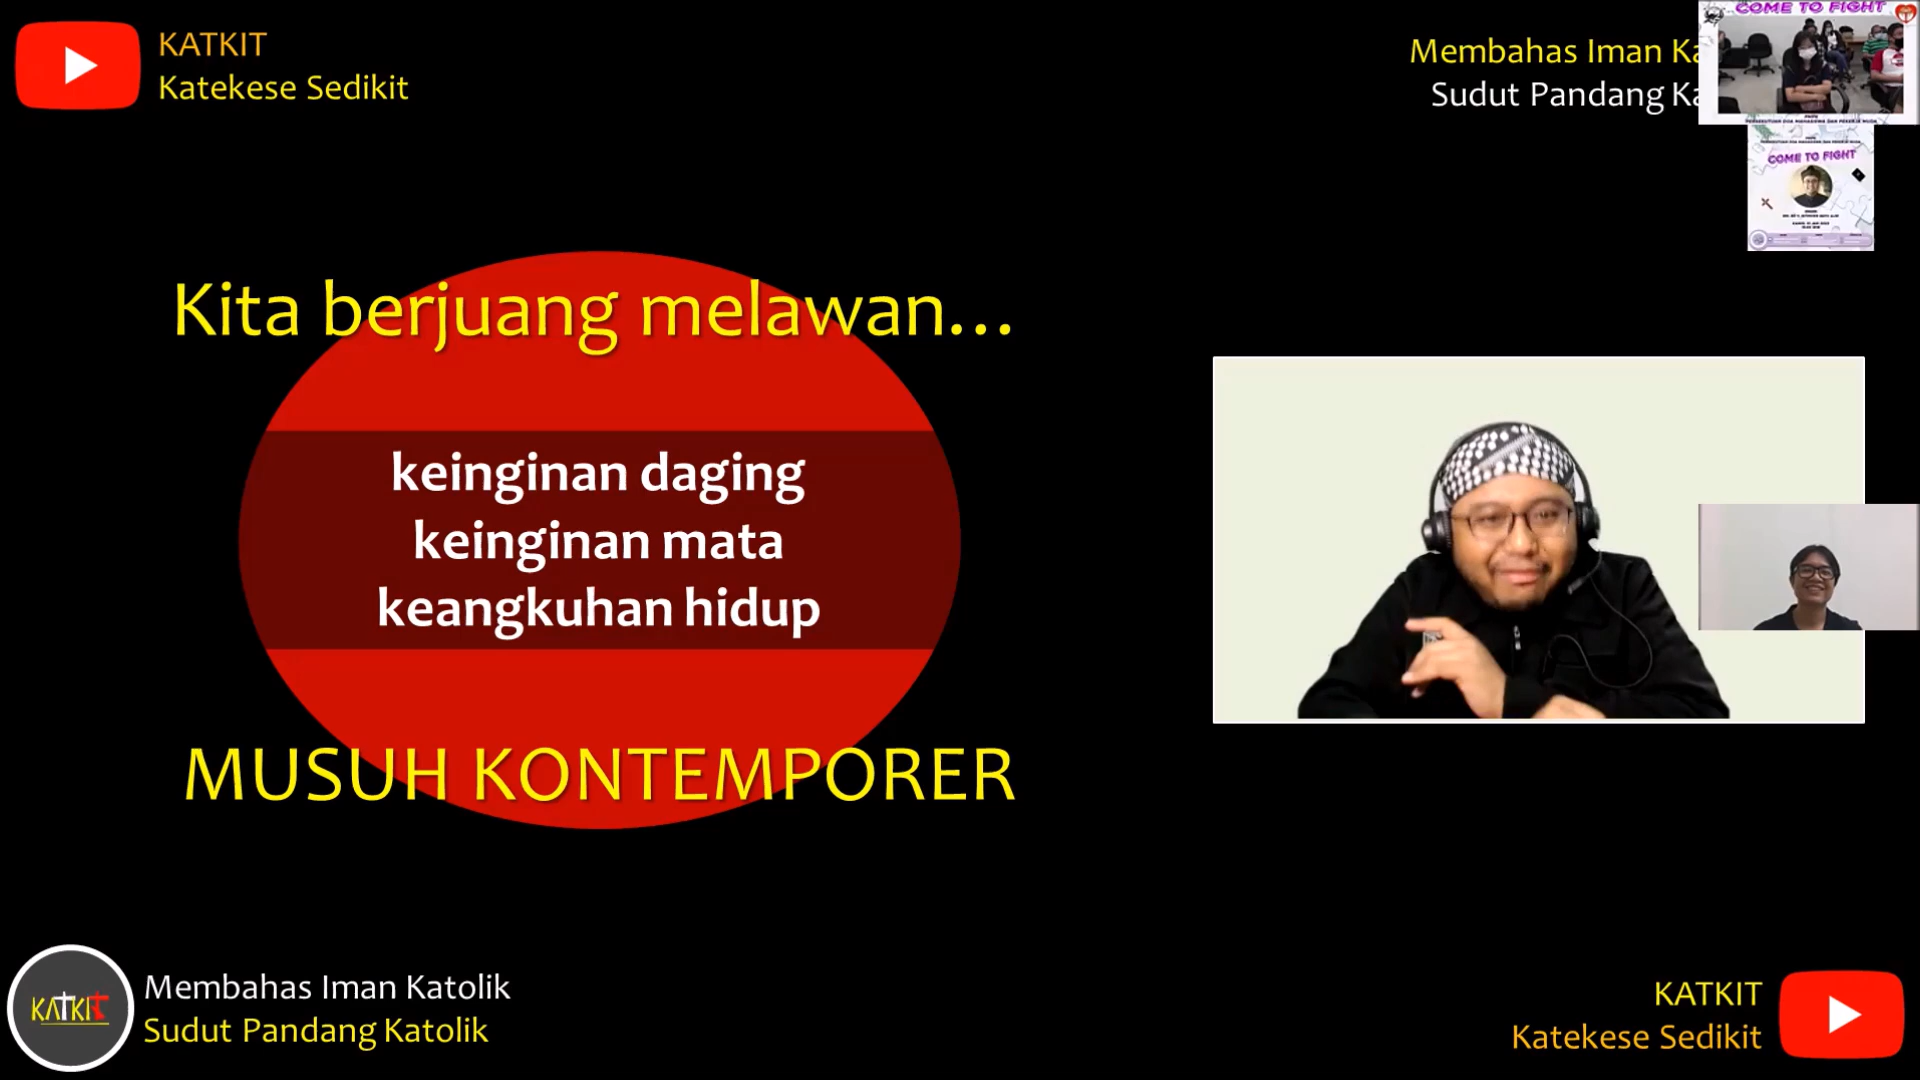 KATKIT
Katekese Sedikit
Membahas Iman Ka
Sudut Pandang Ka
COME TO FIGHT
COME TO FIGHT
Kita berjuang melawan...
keinginan daging
keinginan mata
keangkuhan hidup
MUSUH KONTEMPORER
KATKIT
Membahas Iman Katolik
Sudut Pandang Katolik
KATKIT
Katekese Sedikit